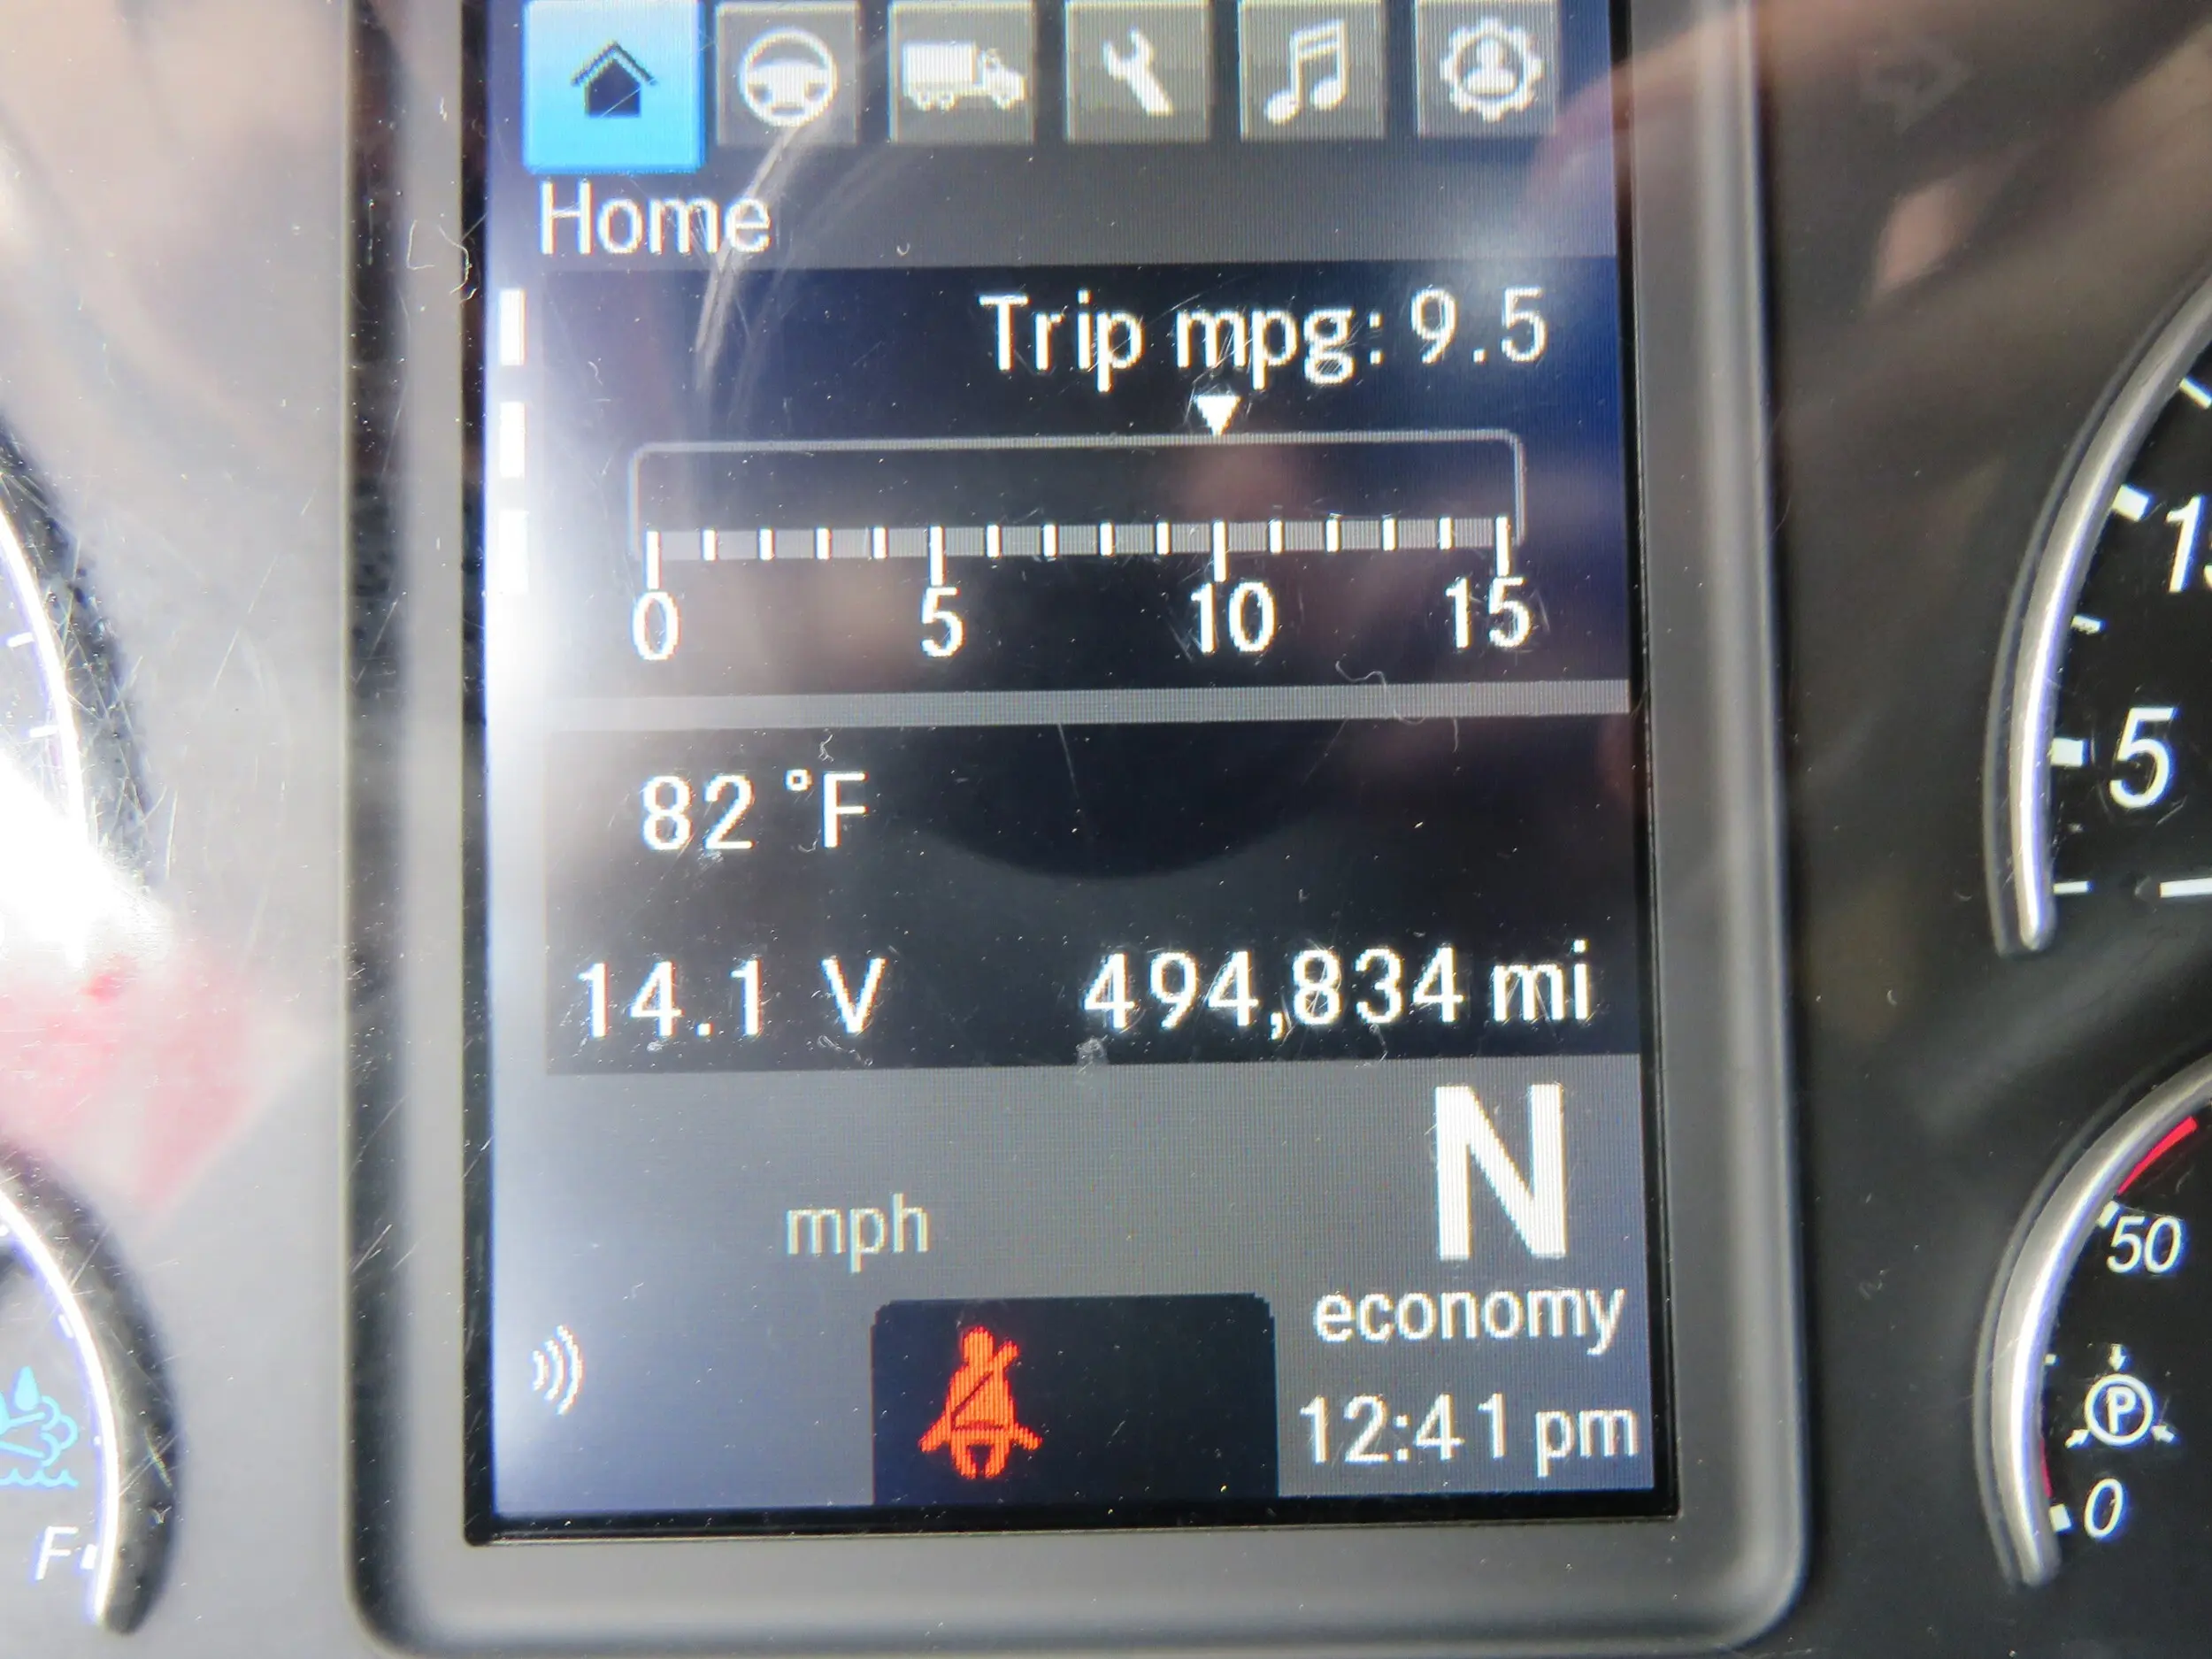 Home
Trip mpg: 9.5
0 5 10 15
82 °F
14.1 V 494,834 mi
N
mph
economy
12:41 pm
5
50
P
0
F